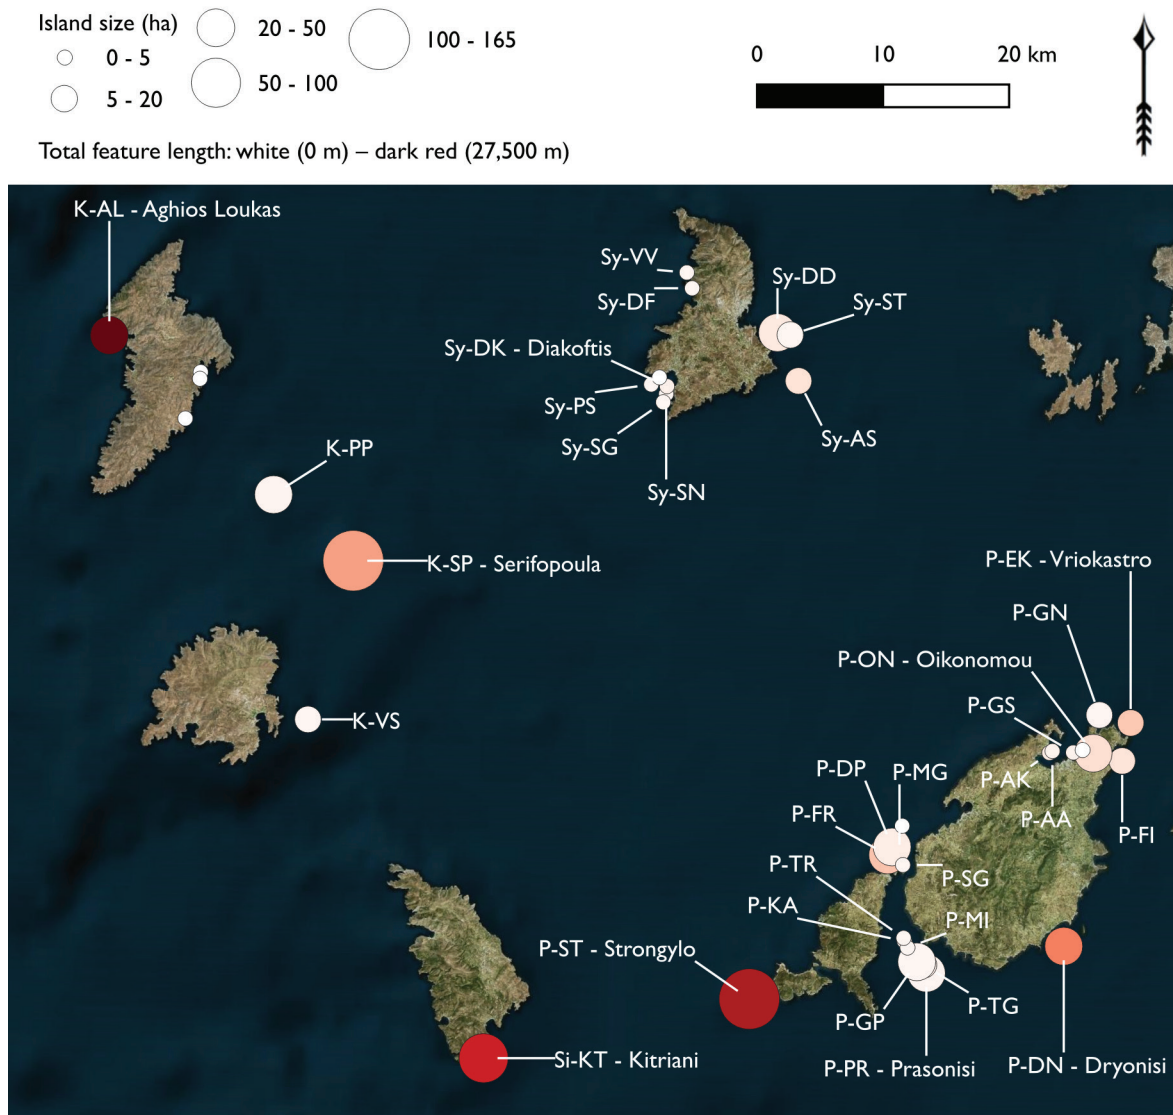 Island size (ha)
0 - 5
5 - 20
20 - 50
50 - 100
100 - 165
0 10 20 km
Total feature length: white (0 m) – dark red (27,500 m)
K-AL - Aghios Loukas
Sy-VV
Sy-DF
Sy-DD
Sy-ST
Sy-DK - Diakoftis
Sy-PS
Sy-SG
Sy-AS
Sy-SN
K-PP
K-SP - Serifopoula
P-EK - Vriokastro
P-GN
P-ON - Oikonomou
P-GS
K-VS
P-DP
P-MG
P-AK
P-FR
P-AA
P-FI
P-TR
P-SG
P-KA
P-MI
P-ST - Strongylo
P-TG
P-GP
Si-KT - Kitriani
P-PR - Prasonisi
P-DN - Dryonisi